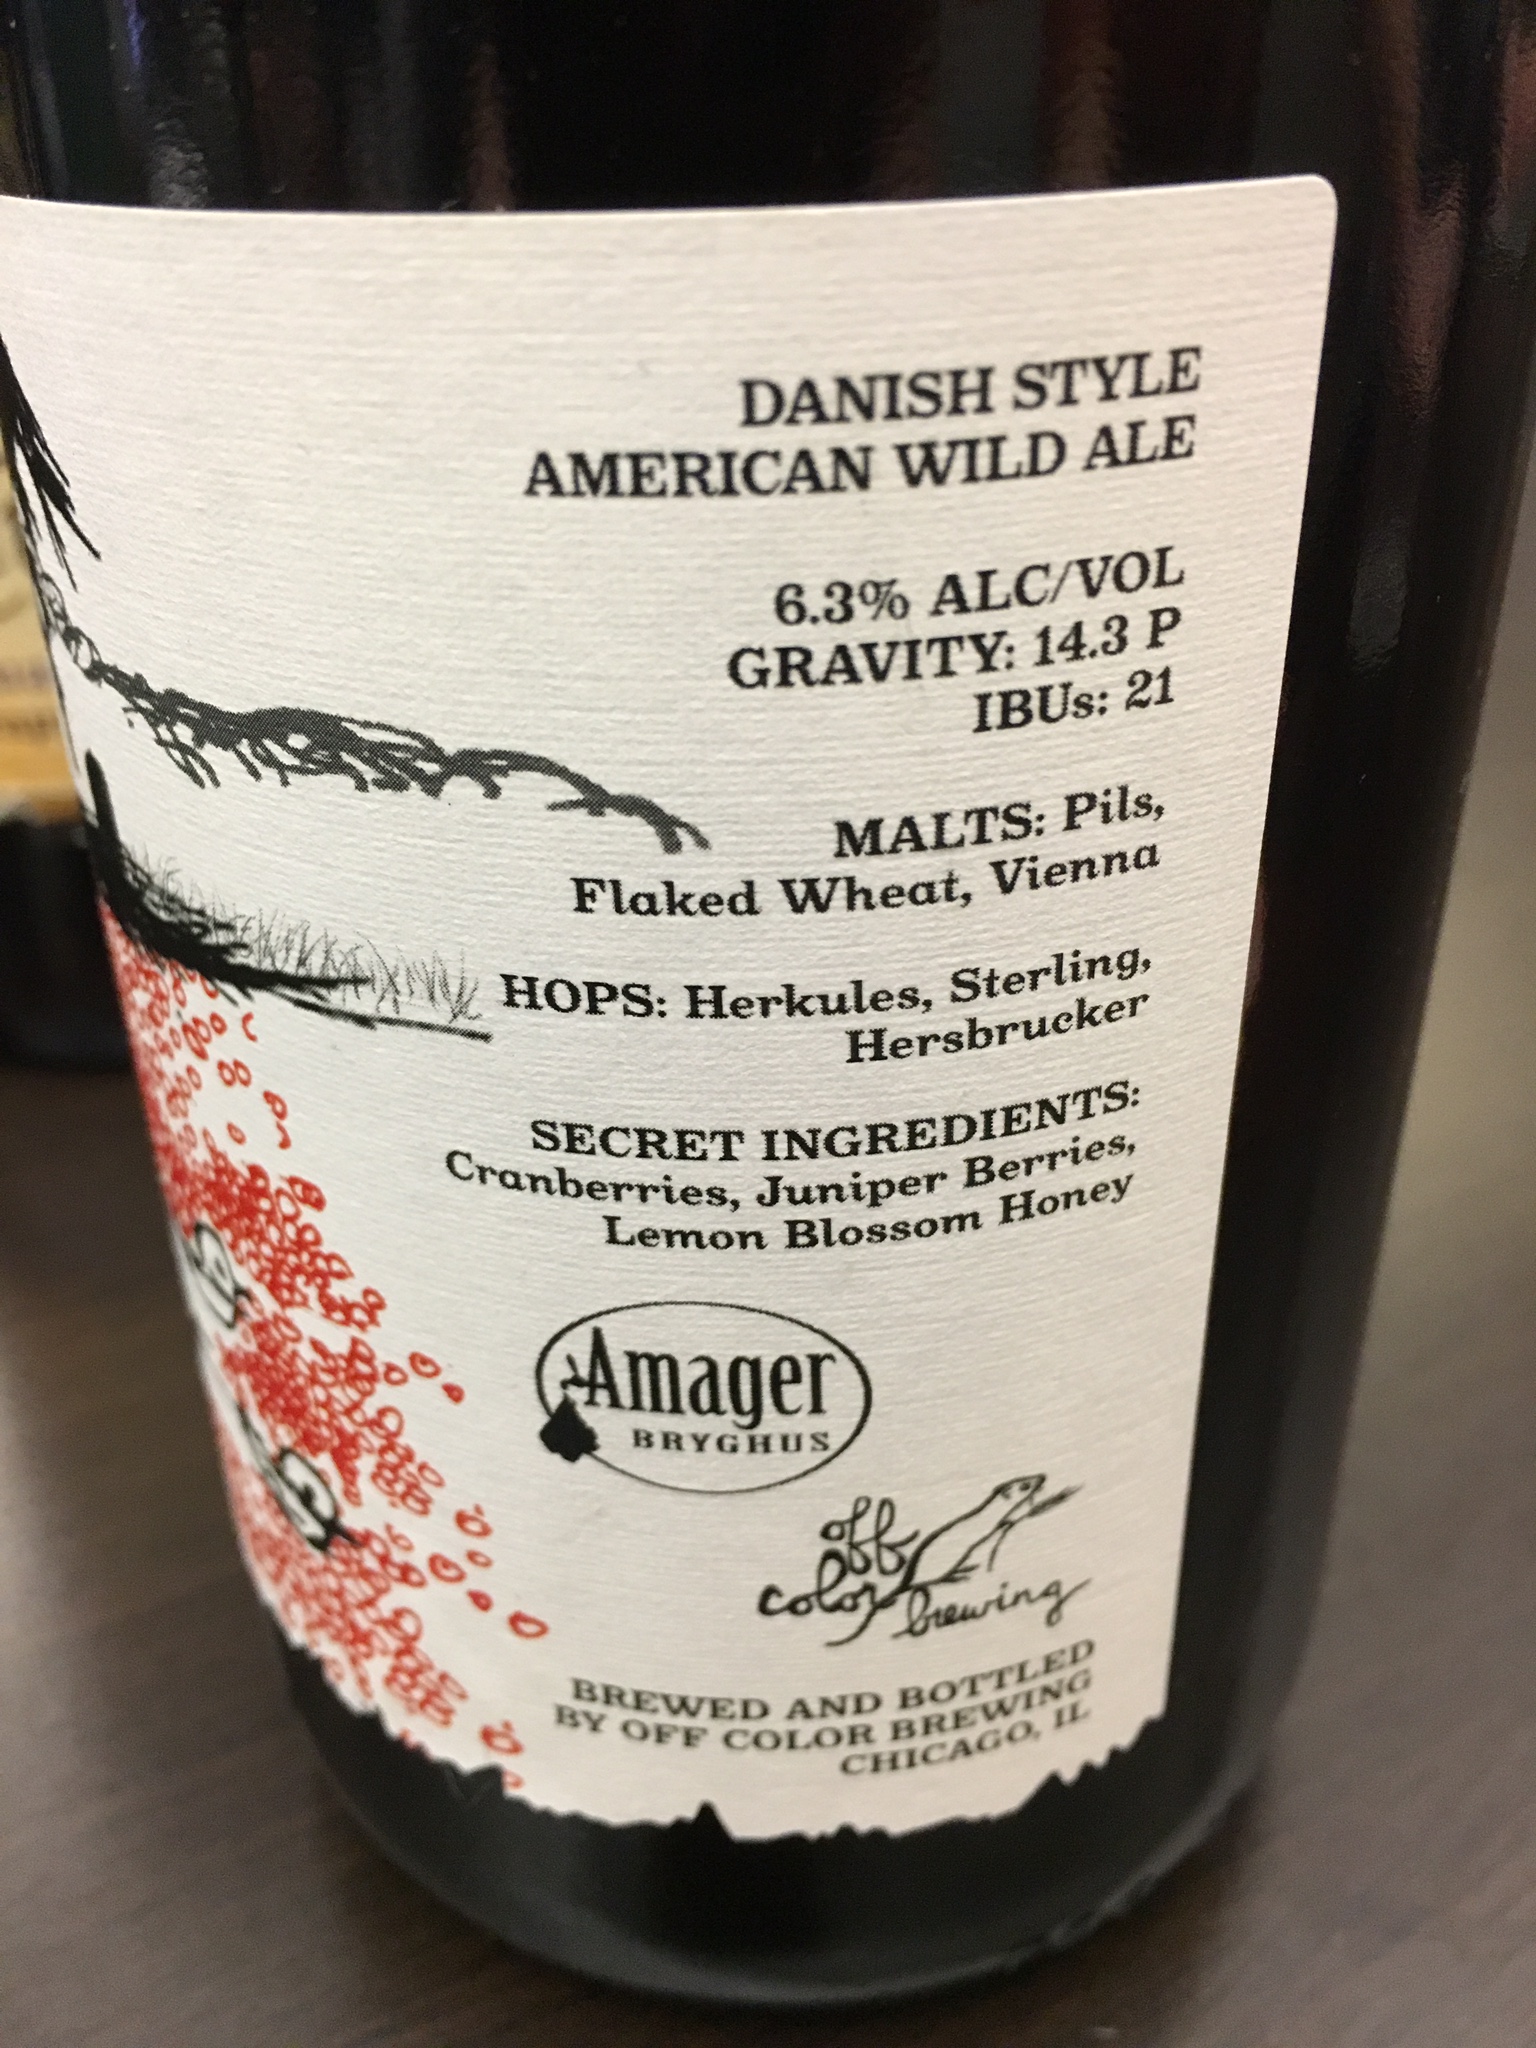 DANISH STYLE
AMERICAN WILD ALE
6.3% ALC/VOL
GRAVITY: 14.3 P
IBUs: 21
MALTS: Pils,
Flaked Wheat, Vienna
HOPS: Herkules, Sterling,
Hersbrucker
SECRET INGREDIENTS:
Cranberries, Juniper Berries,
Lemon Blossom Honey
Amager
BRYGHUS
off
color
brewing
BREWED AND BOTTLED
BY OFF COLOR BREWING
CHICAGO, IL